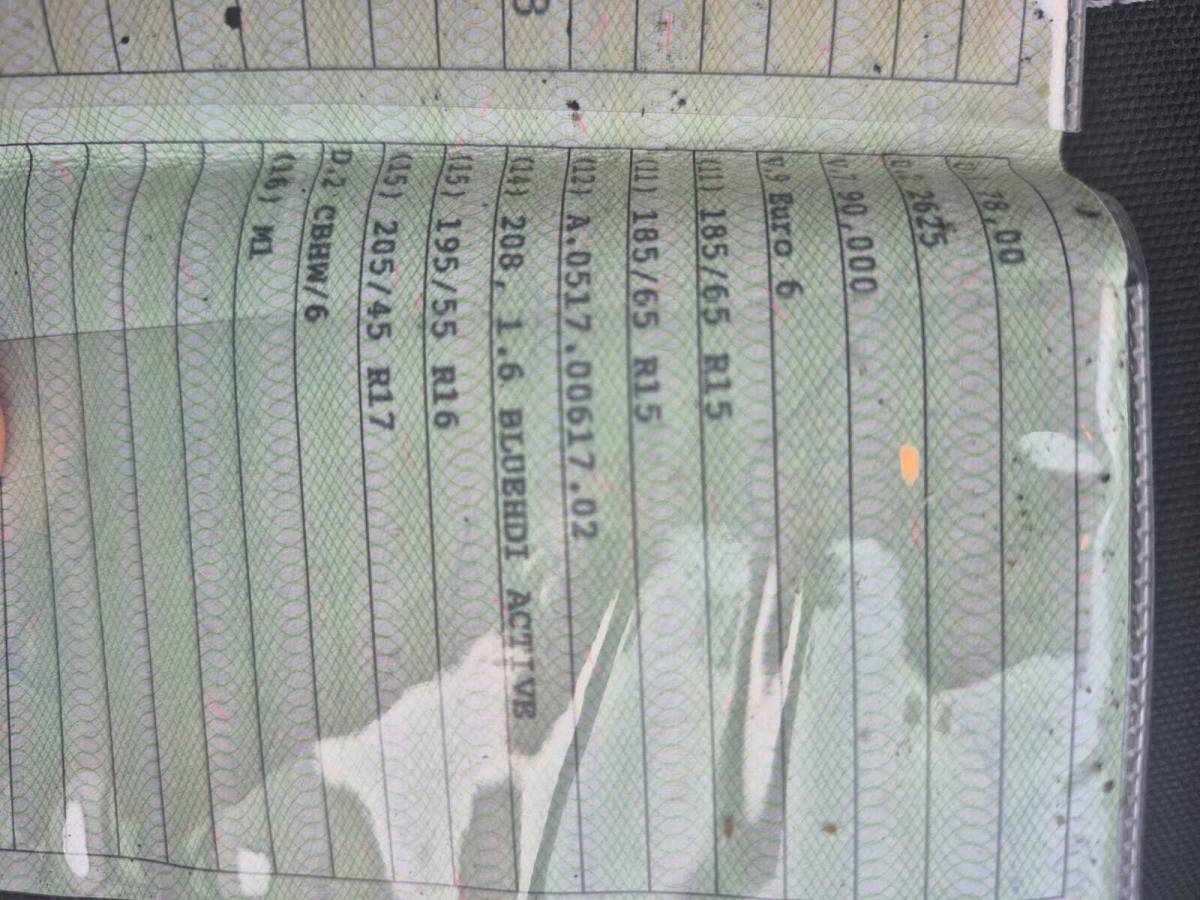 78,00
2625
V.7 90,000
V.9 Euro 6
(11) 185/65 R15
(11) 185/65 R15
(12) A.0517.00617.02
(14) 208, 1.6 BLUEHDI ACTIVE
(15) 195/55 R16
(15) 205/45 R17
D.2 CBHW/6
(16) M1